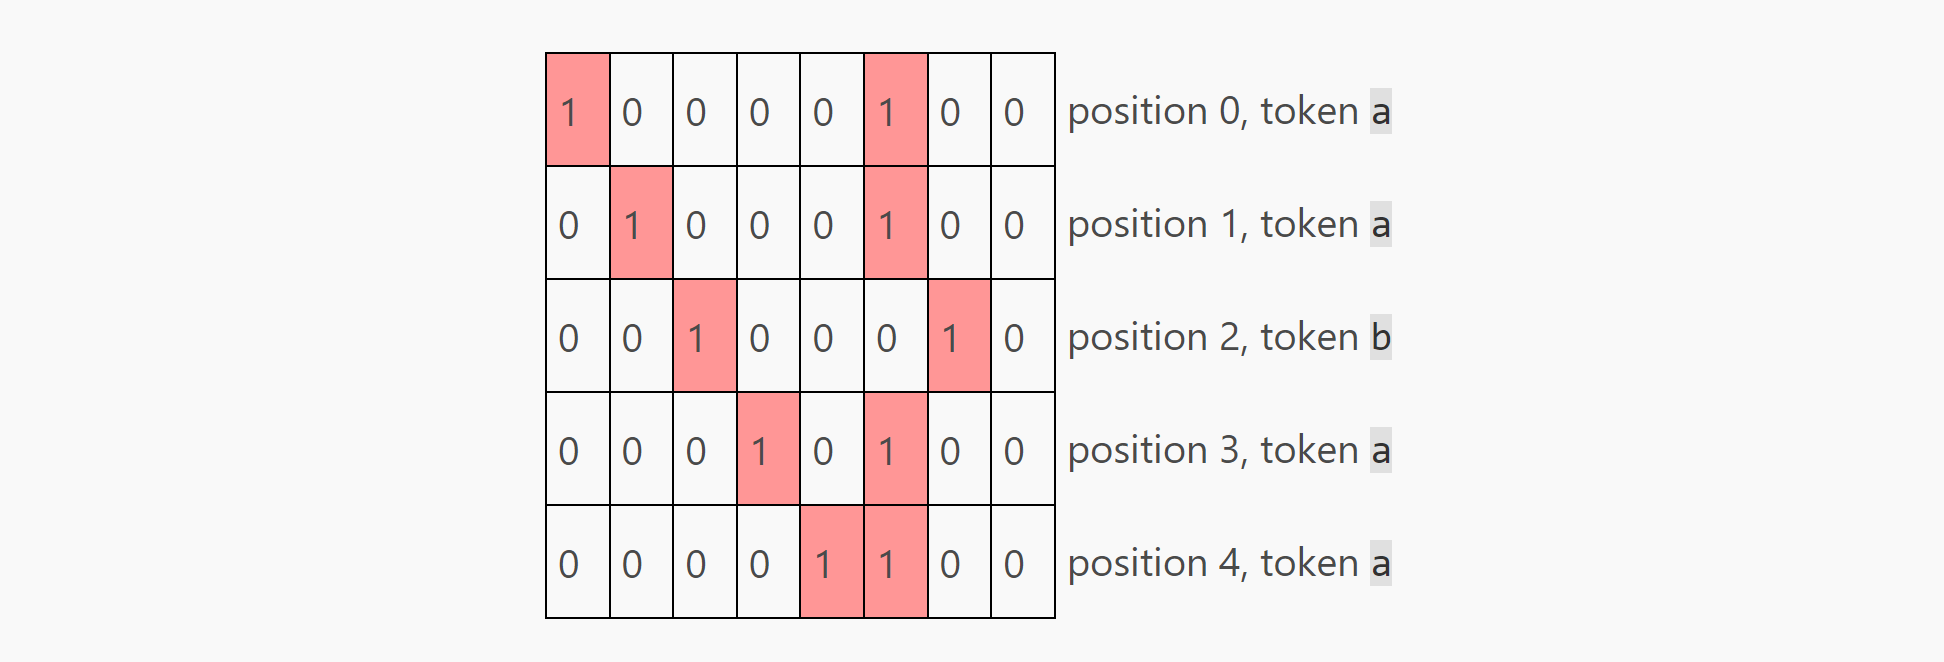 1 0 0 0 0 1 0 0 position 0, token a
0 1 0 0 0 1 0 0 position 1, token a
0 0 1 0 0 0 1 0 position 2, token b
0 0 0 1 0 1 0 0 position 3, token a
0 0 0 0 1 1 0 0 position 4, token a